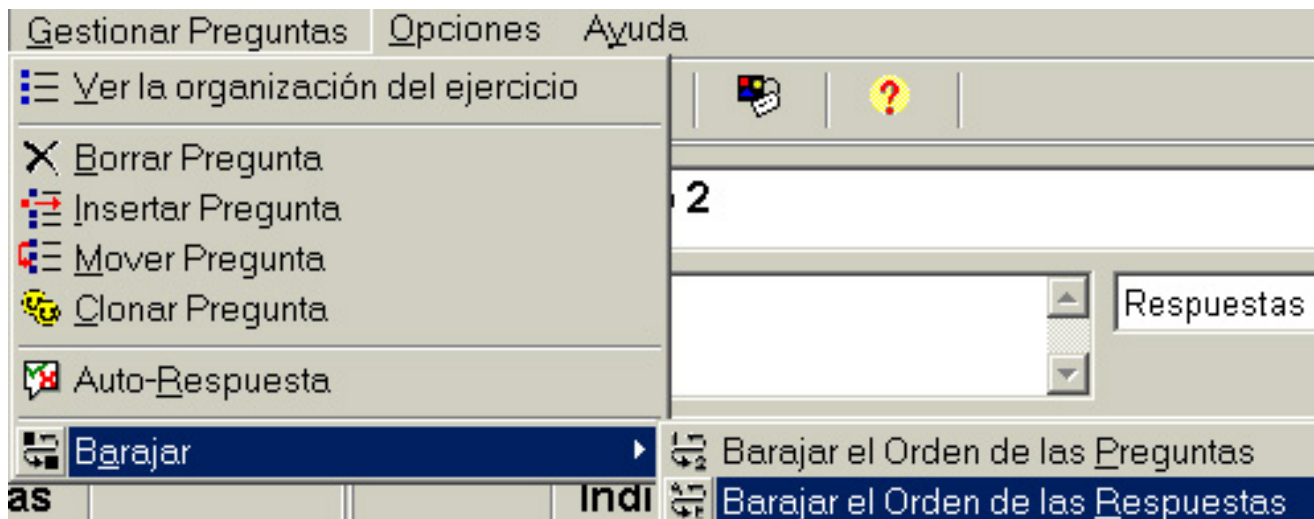 Gestionar Preguntas Opciones Ayuda
Ver la organización del ejercicio
Borrar Pregunta
2
Insertar Pregunta
Mover Pregunta
Clonar Pregunta
Respuestas
Auto-Respuesta
Barajar
Barajar el Orden de las Preguntas
as
Indi
Barajar el Orden de las Respuestas